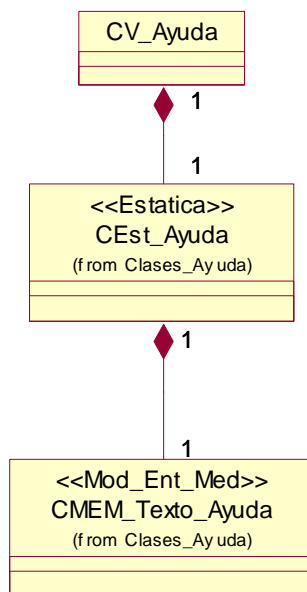 CV_Ayuda
1
1
<<Estatica>>
CEst_Ayuda
(from Clases_Ayuda)
1
1
<<Mod_Ent_Med>>
CMEM_Texto_Ayuda
(from Clases_Ayuda)